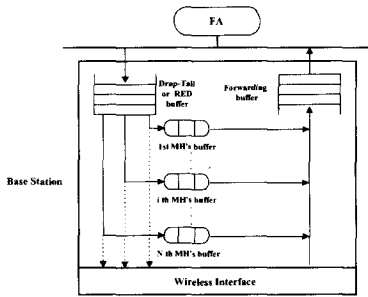 FA
Drop-Tail
or RED
buffer
Forwarding
buffer
1st MH's buffer
Base Station
i th MH's buffer
N th MH's buffer
Wireless Interface